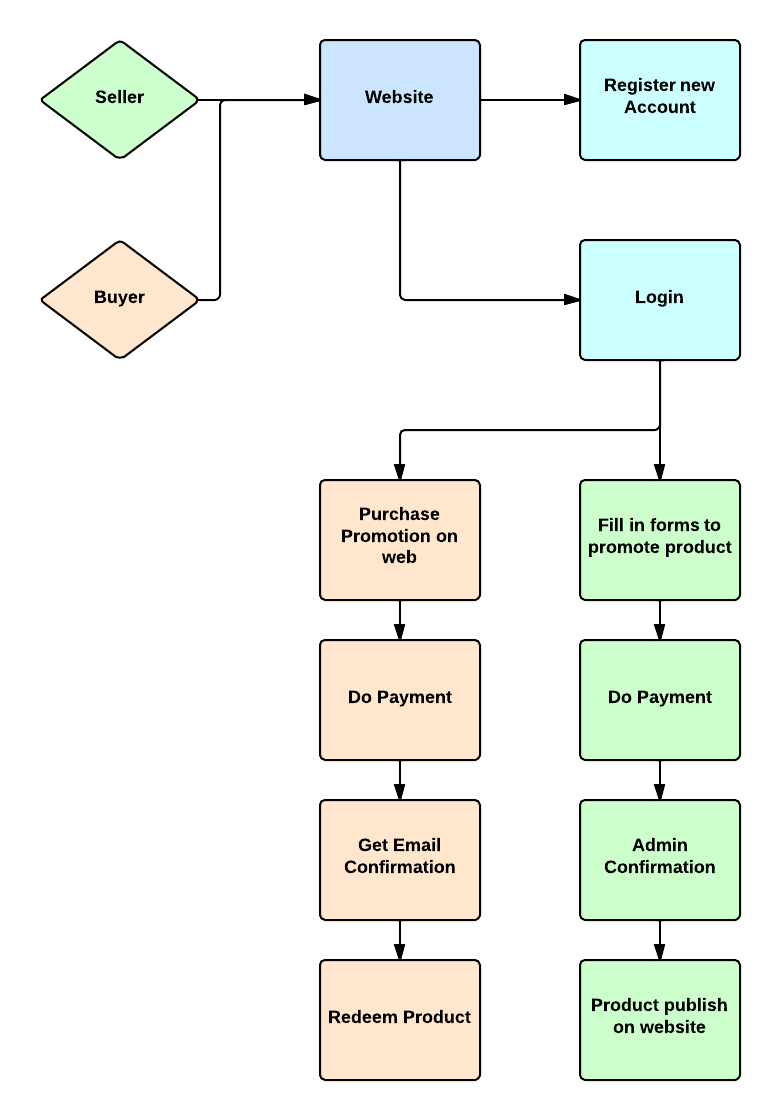 Seller
Website
Register new
Account
Buyer
Login
Purchase
Promotion on
web
Fill in forms to
promote product
Do Payment
Do Payment
Get Email
Confirmation
Admin
Confirmation
Redeem Product
Product publish
on website